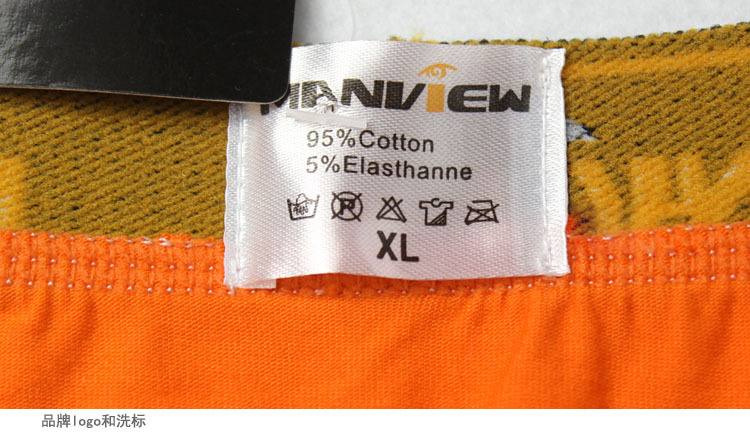 MANVIEW
95%Cotton
5%Elasthanne
XL
品牌logo和洗标